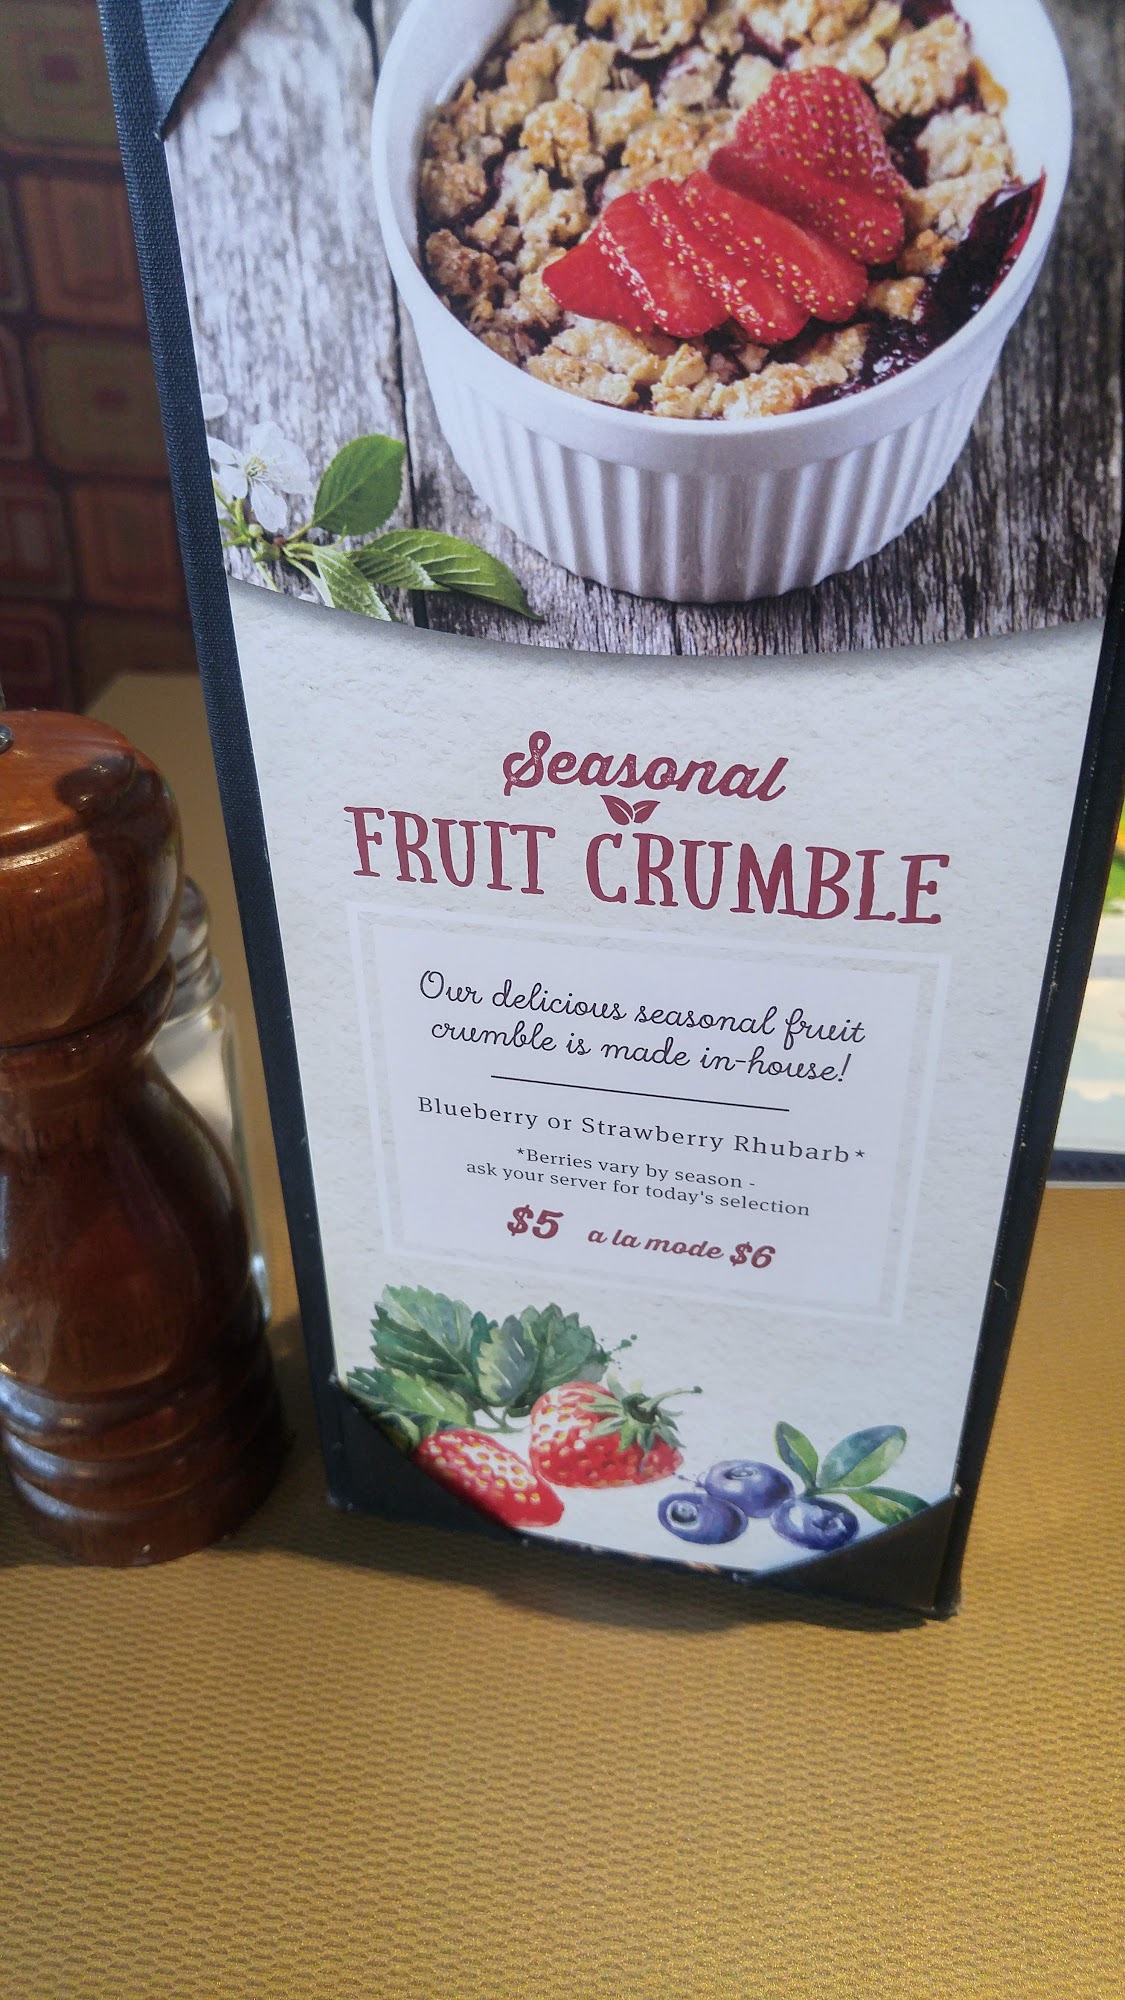 Seasonal
FRUIT CRUMBLE
Our delicious seasonal fruit
crumble is made in-house!
Blueberry or Strawberry Rhubarb*
*Berries vary by season -
ask your server for today's selection
$5 a la mode $6